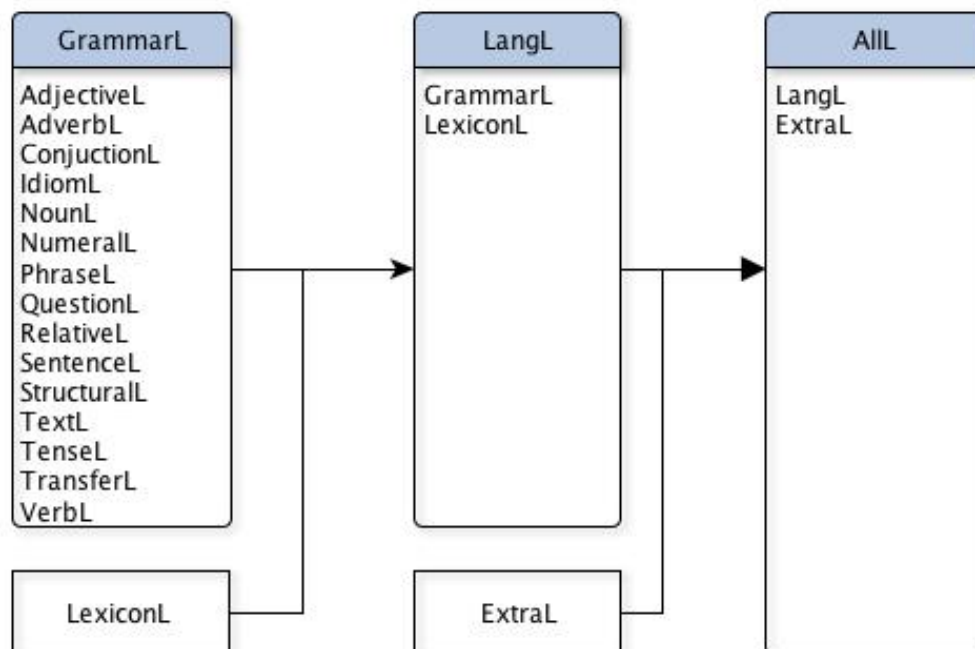 GrammarL
AdjectiveL
AdverbL
ConjuctionL
IdiomL
NounL
NumeralL
PhraseL
QuestionL
RelativeL
SentenceL
StructuralL
TextL
TenseL
TransferL
VerbL
LexiconL
LangL
GrammarL
LexiconL
ExtraL
AllL
LangL
ExtraL